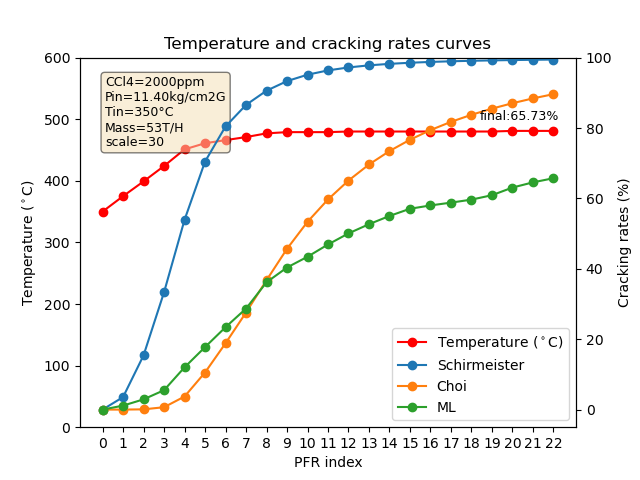 Temperature and cracking rates curves
CCl4=2000ppm
Pin=11.40kg/cm2G
Tin=350°C
Mass=53T/H
scale=30
final:65.73%
Temperature (°C)
600
500
400
300
200
100
0
Cracking rates (%)
100
80
60
40
20
0
Temperature (°C)
Schirmeister
Choi
ML
0 1 2 3 4 5 6 7 8 9 10 11 12 13 14 15 16 17 18 19 20 21 22
PFR index